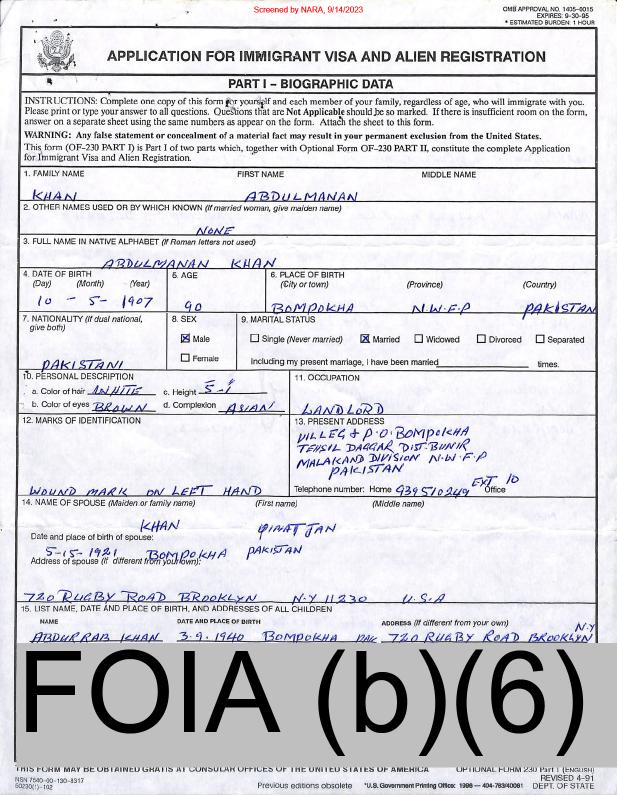 Screened by NARA, 9/14/2023
OMB APPROVAL NO. 1405-0015
EXPIRES: 9-30-95
* ESTIMATED BURDEN: 1 HOUR
APPLICATION FOR IMMIGRANT VISA AND ALIEN REGISTRATION
PART I – BIOGRAPHIC DATA
INSTRUCTIONS: Complete one copy of this form for yourself and each member of your family, regardless of age, who will immigrate with you.
Please print or type your answer to all questions. Questions that are Not Applicable should be so marked. If there is insufficient room on the form,
answer on a separate sheet using the same numbers as appear on the form. Attach the sheet to this form.
WARNING: Any false statement or concealment of a material fact may result in your permanent exclusion from the United States.
This form (OF-230 PART I) is Part I of two parts which, together with Optional Form OF-230 PART II, constitute the complete Application
for Immigrant Visa and Alien Registration.
1. FAMILY NAME FIRST NAME MIDDLE NAME
KHAN ABDULMANAN
2. OTHER NAMES USED OR BY WHICH KNOWN (If married woman, give maiden name)
NONE
3. FULL NAME IN NATIVE ALPHABET (If Roman letters not used)
ABDULMANAN KHAN
4. DATE OF BIRTH 5. AGE 6. PLACE OF BIRTH
(Day) (Month) (Year) (City or town) (Province) (Country)
10 - 5 - 1907 90 BOMPOKHA N.W.F.P PAKISTAN
7. NATIONALITY (If dual national, give both) 8. SEX 9. MARITAL STATUS
Male Single (Never married) Married Widowed Divorced Separated
Female Including my present marriage, I have been married times.
PAKISTANI
10. PERSONAL DESCRIPTION 11. OCCUPATION
a. Color of hair WHITE c. Height 5-1
b. Color of eyes BROWN d. Complexion ASIAN LANDLORD
12. MARKS OF IDENTIFICATION 13. PRESENT ADDRESS
VILLEG & P.O. BOMPOKHA
TEHSIL DAGGAR DIST-BUNIR
MALAKAND DIVISION N.W.F.P
PAKISTAN
WOUND MARK ON LEFT HAND Telephone number: Home 939510249 EXT 10 Office
14. NAME OF SPOUSE (Maiden or family name) (First name) (Middle name)
KHAN JAN
Date and place of birth of spouse:
5-15-1921 BOMPOKHA PAKISTAN
Address of spouse (If different from your own):
720 RUGBY ROAD BROOKLYN N.Y 11230 U.S.A
15. LIST NAME, DATE AND PLACE OF BIRTH, AND ADDRESSES OF ALL CHILDREN
NAME DATE AND PLACE OF BIRTH ADDRESS (If different from your own)
ABDURRAB KHAN 3-9-1940 BOMPOKHA PAK 720 RUGBY ROAD BROOKLYN N.Y
FOIA (b)(6)
THIS FORM MAY BE OBTAINED GRATIS AT CONSULAR OFFICES OF THE UNITED STATES OF AMERICA OPTIONAL FORM 230 Part I (ENGLISH)
NSN 7540-00-130-8317 REVISED 4-91
50230(1)-102 Previous editions obsolete *U.S. Government Printing Office: 1996 — 404-763/40061 DEPT. OF STATE